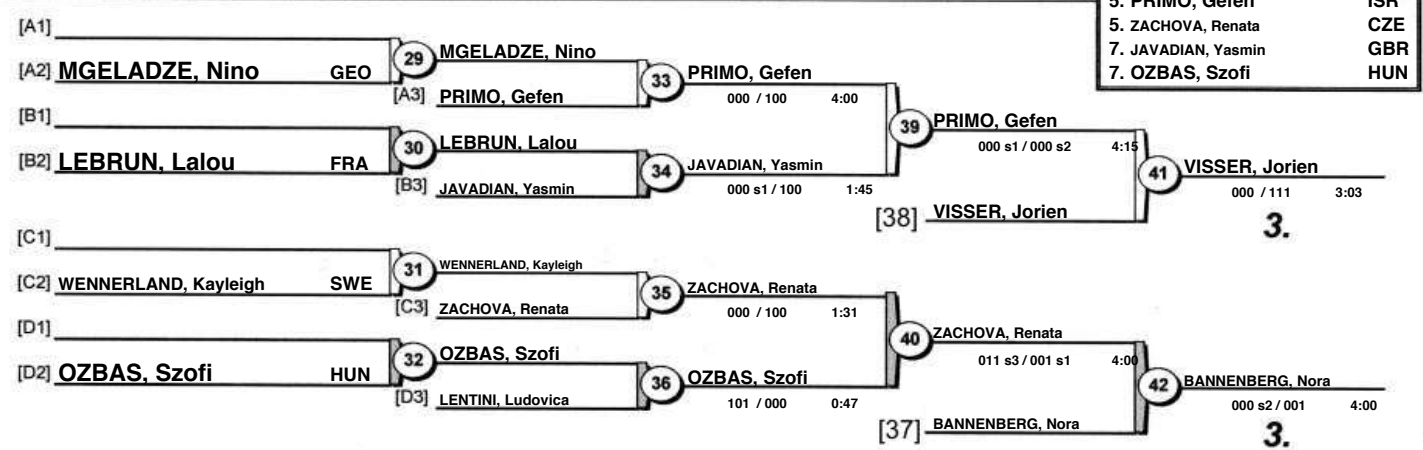 5. PRIMO, Gefen ISR
5. ZACHOVA, Renata CZE
7. JAVADIAN, Yasmin GBR
7. OZBAS, Szofi HUN
[A1]
[A2] MGELADZE, Nino GEO
29
MGELADZE, Nino
[A3] PRIMO, Gefen
33
PRIMO, Gefen
000 / 100 4:00
[B1]
[B2] LEBRUN, Lalou FRA
30
LEBRUN, Lalou
[B3] JAVADIAN, Yasmin
34
JAVADIAN, Yasmin
000 s1 / 100 1:45
39
PRIMO, Gefen
000 s1 / 000 s2 4:15
[38] VISSER, Jorien
41
VISSER, Jorien
000 / 111 3:03
3.
[C1]
[C2] WENNERLAND, Kayleigh SWE
31
WENNERLAND, Kayleigh
[C3] ZACHOVA, Renata
35
ZACHOVA, Renata
000 / 100 1:31
[D1]
[D2] OZBAS, Szofi HUN
32
OZBAS, Szofi
[D3] LENTINI, Ludovica
36
OZBAS, Szofi
101 / 000 0:47
40
ZACHOVA, Renata
011 s3 / 001 s1 4:00
[37] BANNENBERG, Nora
42
BANNENBERG, Nora
000 s2 / 001 4:00
3.